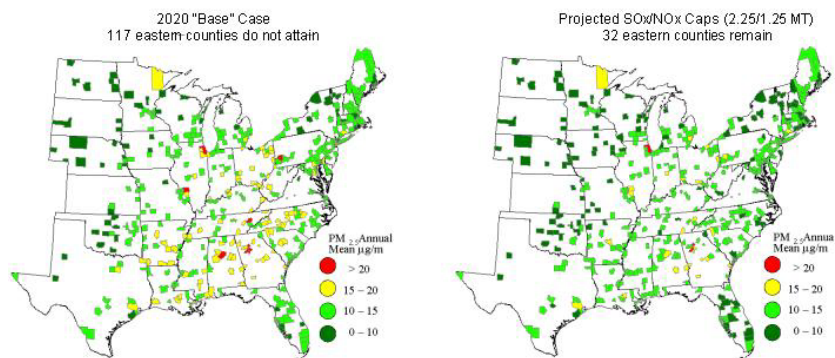 2020 "Base" Case
117 eastern counties do not attain
PM 2.5 Annual
Mean µg/m
> 20
15 – 20
10 – 15
0 – 10
Projected SOx/NOx Caps (2.25/1.25 MT)
32 eastern counties remain
PM 2.5 Annua
Mean µg/m
> 20
15 – 20
10 – 15
0 – 10